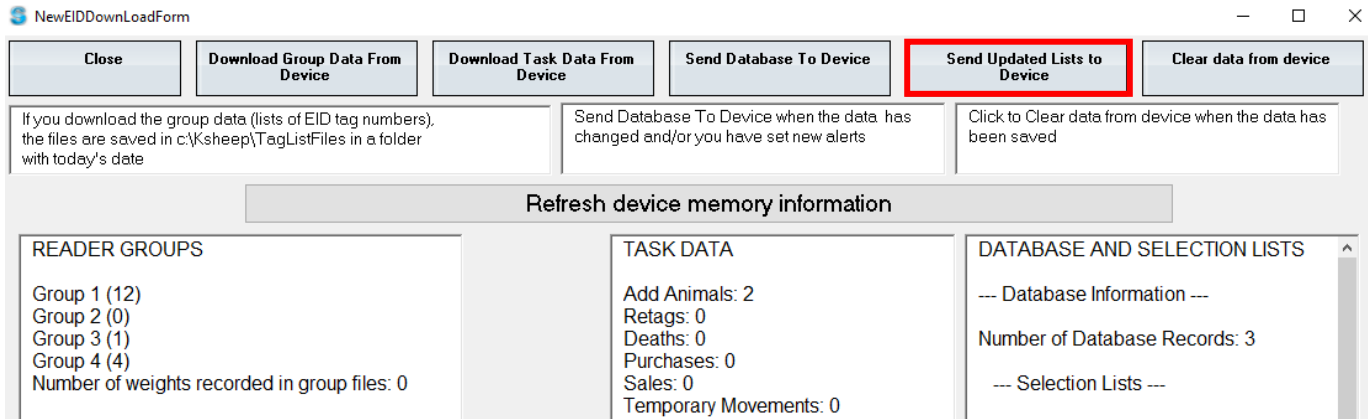 NewEIDDownLoadForm
Close
Download Group Data From
Device
Download Task Data From
Device
Send Database To Device
Send Updated Lists to
Device
Clear data from device
If you download the group data (lists of EID tag numbers),
the files are saved in c:\Ksheep\TagListFiles in a folder
with today's date
Send Database To Device when the data has
changed and/or you have set new alerts
Click to Clear data from device when the data has
been saved
Refresh device memory information
READER GROUPS
Group 1 (12)
Group 2 (0)
Group 3 (1)
Group 4 (4)
Number of weights recorded in group files: 0
TASK DATA
Add Animals: 2
Retags: 0
Deaths: 0
Purchases: 0
Sales: 0
Temporary Movements: 0
DATABASE AND SELECTION LISTS
--- Database Information ---
Number of Database Records: 3
--- Selection Lists ---